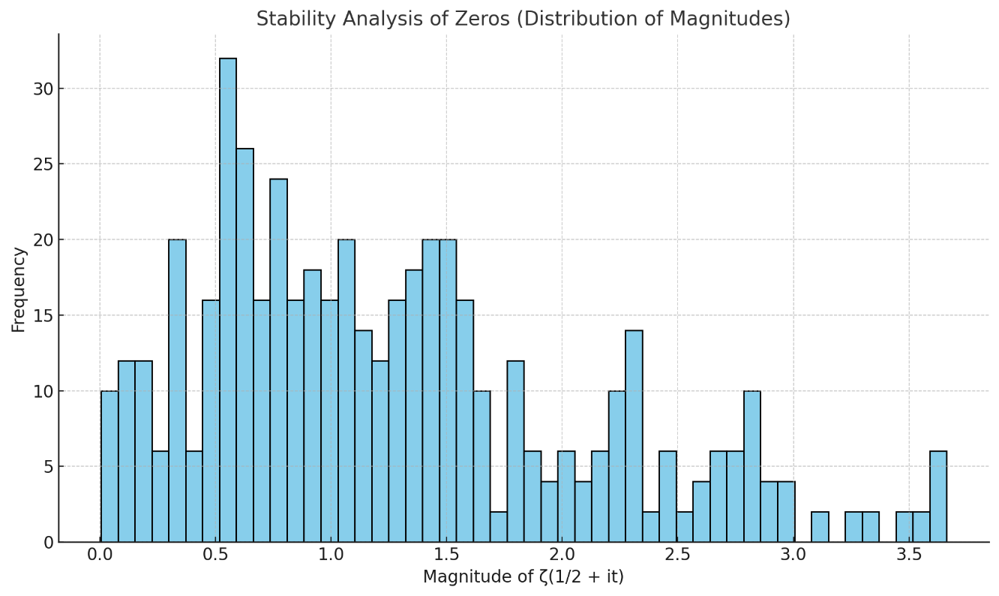 Stability Analysis of Zeros (Distribution of Magnitudes)
Frequency
30
25
20
15
10
5
0
0.0 0.5 1.0 1.5 2.0 2.5 3.0 3.5
Magnitude of ζ(1/2 + it)